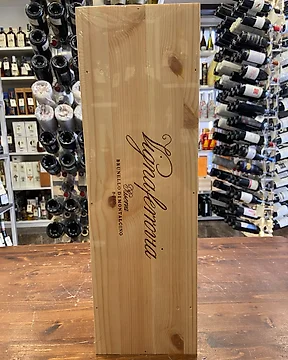 Vignaferrovia
Riserva
BRUNELLO DI MONTALCINO